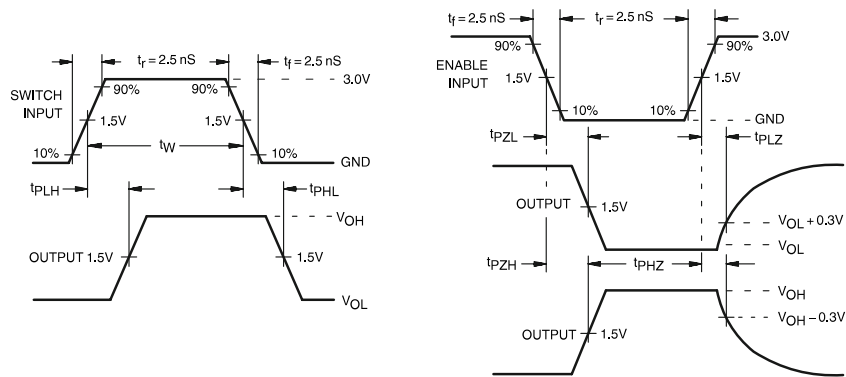 tr = 2.5 nS
tf = 2.5 nS
3.0V
SWITCH
INPUT
90%
90%
1.5V
1.5V
10%
tW
10%
GND
tPLH
tPHL
VOH
OUTPUT 1.5V
1.5V
VOL
tf = 2.5 nS
tr = 2.5 nS
3.0V
90%
90%
ENABLE
INPUT
1.5V
1.5V
10%
10%
GND
tPZL
tPLZ
OUTPUT
1.5V
VOL + 0.3V
VOL
tPZH
tPHZ
VOH
VOH – 0.3V
OUTPUT
1.5V